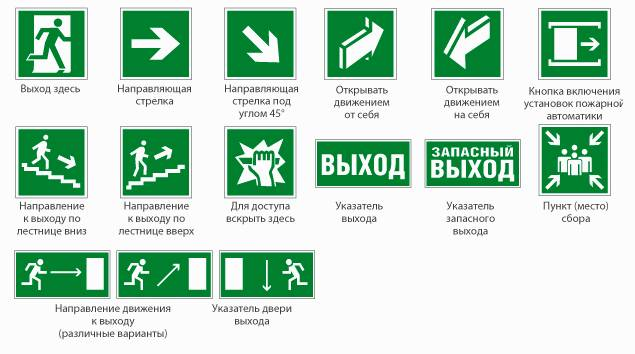 Выход здесь
Направляющая
стрелка
Направляющая
стрелка под
углом 45°
Открывать
движением
от себя
Открывать
движением
на себя
Кнопка включения
установок пожарной
автоматики
ВЫХОД
ЗАПАСНЫЙ
ВЫХОД
Направление
к выходу по
лестнице вниз
Направление
к выходу по
лестнице вверх
Для доступа
вскрыть здесь
Указатель
выхода
Указатель
запасного
выхода
Пункт (место)
сбора
Направление движения
к выходу
(различные варианты)
Указатель двери
выхода